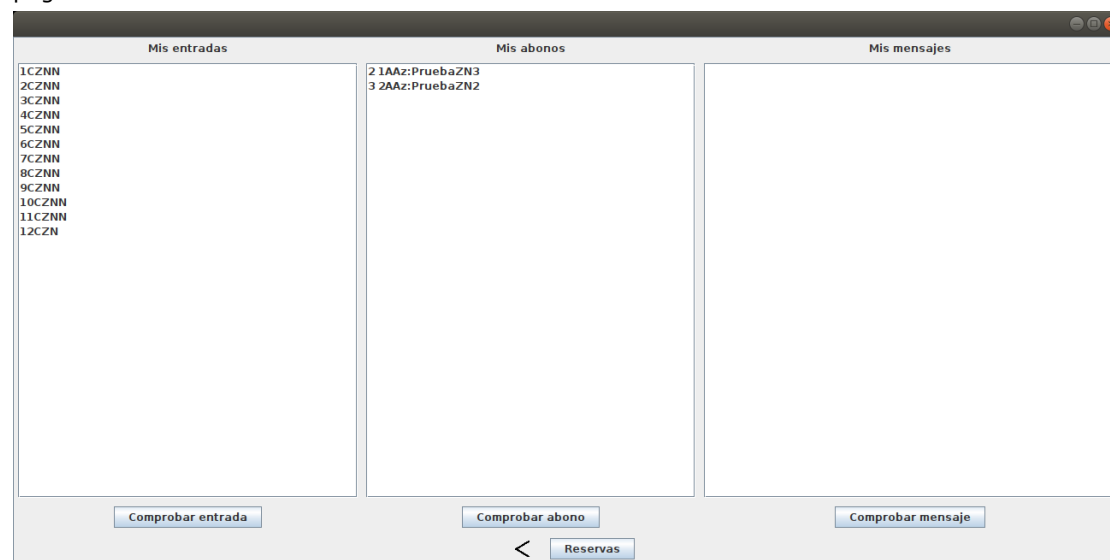 Mis entradas
Mis abonos
Mis mensajes
1CZNN
2CZNN
3CZNN
4CZNN
5CZNN
6CZNN
7CZNN
8CZNN
9CZNN
10CZNN
11CZNN
12CZN
2 1AAz:PruebaZN3
3 2AAz:PruebaZN2
Comprobar entrada
Comprobar abono
Comprobar mensaje
< Reservas